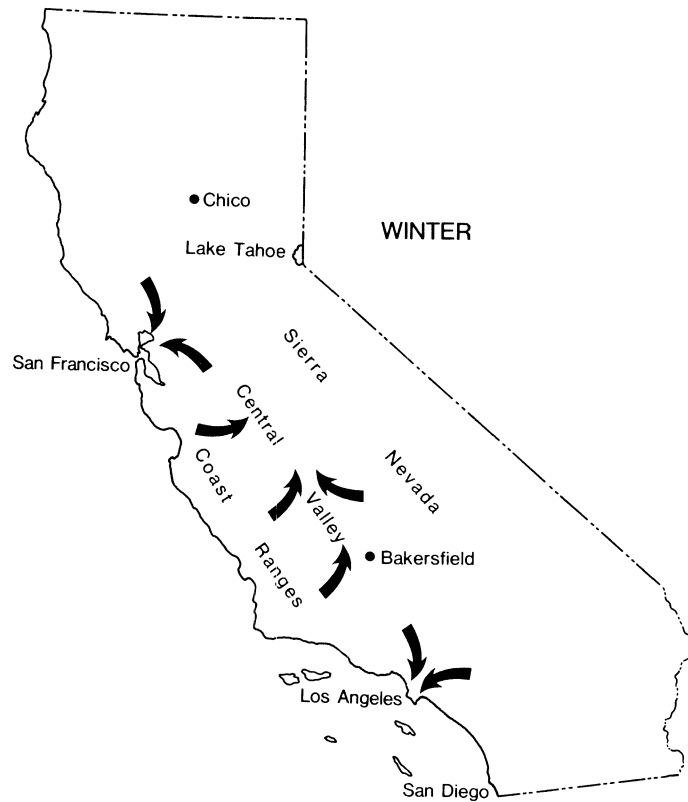 Chico
WINTER
Lake Tahoe
Sierra
San Francisco
Central
Coast
Nevada
Valley
Bakersfield
Ranges
Los Angeles
San Diego